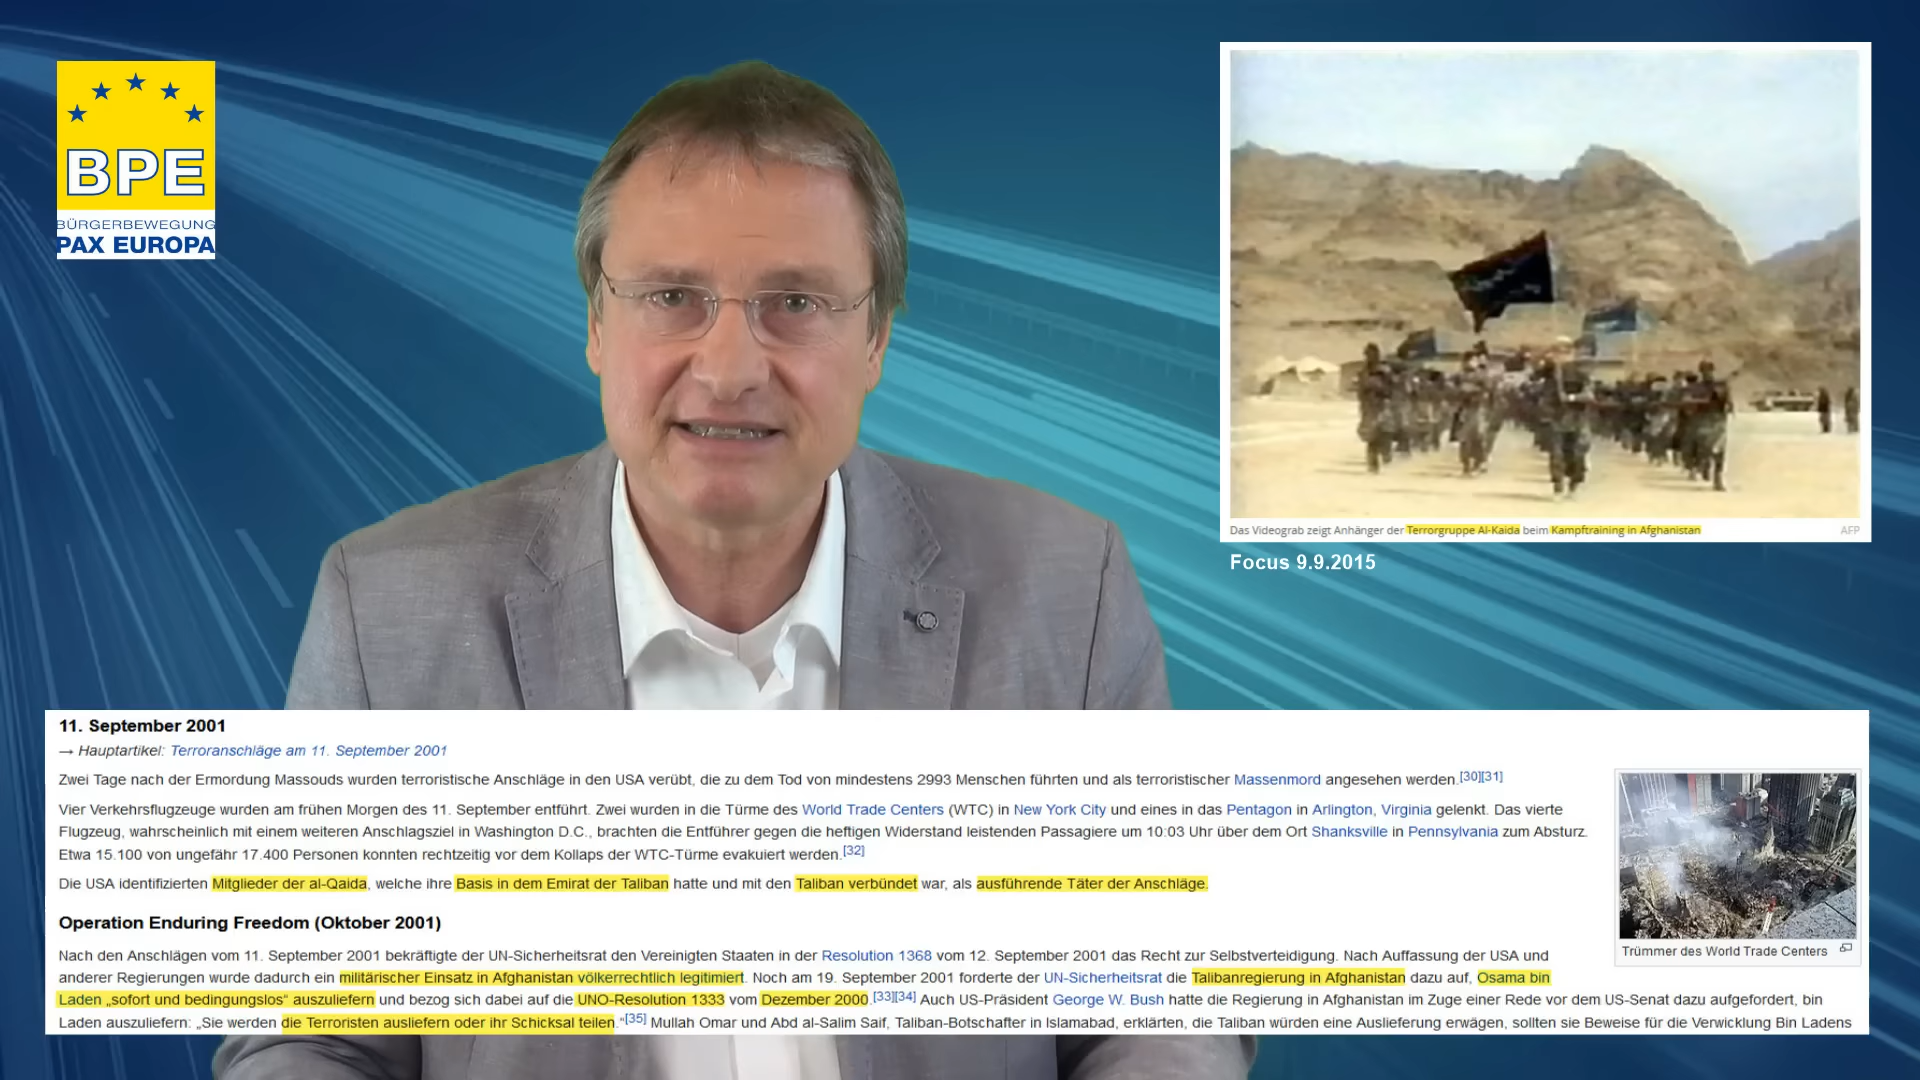 BPE
BÜRGERBEWEGUNG
PAX EUROPA
Das Videograb zeigt Anhänger der Terrorgruppe Al-Kaida beim Kampftraining in Afghanistan
AFP
Focus 9.9.2015
11. September 2001
→ Hauptartikel: Terroranschläge am 11. September 2001
Zwei Tage nach der Ermordung Massouds wurden terroristische Anschläge in den USA verübt, die zu dem Tod von mindestens 2993 Menschen führten und als terroristischer Massenmord angesehen werden.[30][31]
Vier Verkehrsflugzeuge wurden am frühen Morgen des 11. September entführt. Zwei wurden in die Türme des World Trade Centers (WTC) in New York City und eines in das Pentagon in Arlington, Virginia gelenkt. Das vierte
Flugzeug, wahrscheinlich mit einem weiteren Anschlagsziel in Washington D.C., brachten die Entführer gegen die heftigen Widerstand leistenden Passagiere um 10:03 Uhr über dem Ort Shanksville in Pennsylvania zum Absturz.
Etwa 15.100 von ungefähr 17.400 Personen konnten rechtzeitig vor dem Kollaps der WTC-Türme evakuiert werden.[32]
Die USA identifizierten Mitglieder der al-Qaida, welche ihre Basis in dem Emirat der Taliban hatte und mit den Taliban verbündet war, als ausführende Täter der Anschläge.
Trümmer des World Trade Centers
Operation Enduring Freedom (Oktober 2001)
Nach den Anschlägen vom 11. September 2001 bekräftigte der UN-Sicherheitsrat den Vereinigten Staaten in der Resolution 1368 vom 12. September 2001 das Recht zur Selbstverteidigung. Nach Auffassung der USA und
anderer Regierungen wurde dadurch ein militärischer Einsatz in Afghanistan völkerrechtlich legitimiert. Noch am 19. September 2001 forderte der UN-Sicherheitsrat die Talibanregierung in Afghanistan dazu auf, Osama bin
Laden „sofort und bedingungslos“ auszuliefern und bezog sich dabei auf die UNO-Resolution 1333 vom Dezember 2000.[33][34] Auch US-Präsident George W. Bush hatte die Regierung in Afghanistan im Zuge einer Rede vor dem US-Senat dazu aufgefordert, bin
Laden auszuliefern: „Sie werden die Terroristen ausliefern oder ihr Schicksal teilen.“[35] Mullah Omar und Abd al-Salim Saif, Taliban-Botschafter in Islamabad, erklärten, die Taliban würden eine Auslieferung erwägen, sollten sie Beweise für die Verwicklung Bin Ladens